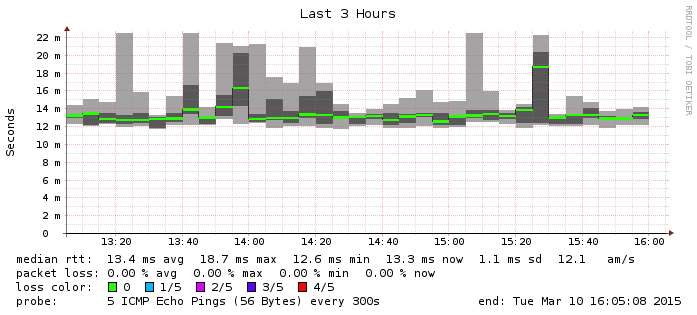 Last 3 Hours
RRDTOOL / TOBI OETIKER
Seconds
22 m
20 m
18 m
16 m
14 m
12 m
10 m
8 m
6 m
4 m
2 m
0
13:20 13:40 14:00 14:20 14:40 15:00 15:20 15:40 16:00
median rtt: 13.4 ms avg 18.7 ms max 12.6 ms min 13.3 ms now 1.1 ms sd 12.1 am/s
packet loss: 0.00 % avg 0.00 % max 0.00 % min 0.00 % now
loss color: 0 1/5 2/5 3/5 4/5
probe: 5 ICMP Echo Pings (56 Bytes) every 300s end: Tue Mar 10 16:05:08 2015